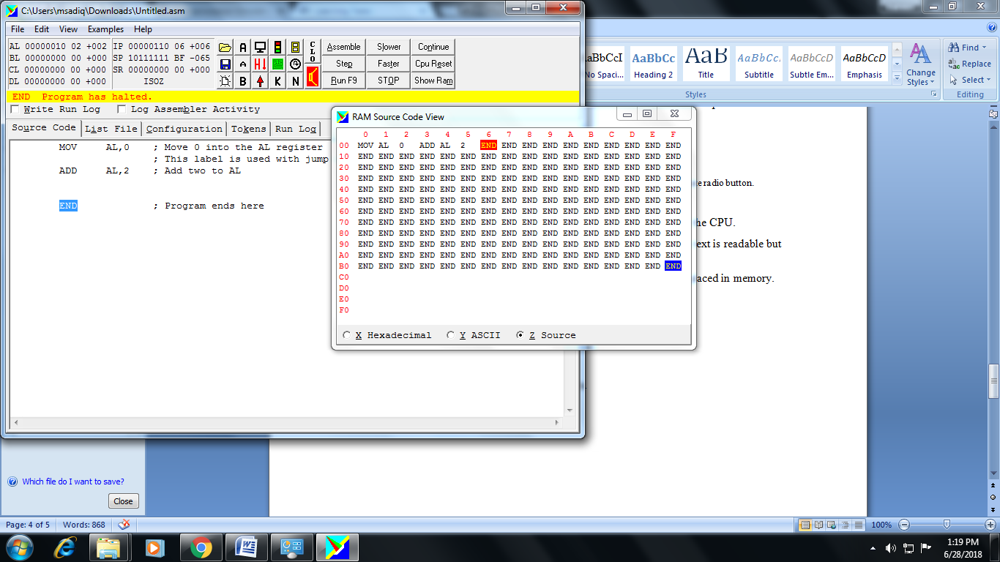 C:\Users\msadiq\Downloads\Untitled.asm
File Edit View Examples Help
AL 00000010 02 +002 IP 00000110 06 +006
BL 00000000 00 +000 SP 10111111 BF -065
CL 00000000 00 +000 SR 00000000 00 +000
DL 00000000 00 +000 ISOZ
A
A
B K N
C
L
O
Assemble Slower Continue
Step Faster Cpu Reset
Run F9 STOP Show Ram
END Program has halted.
Write Run Log Log Assembler Activity
Source Code List File Configuration Tokens Run Log
MOV AL,0 ; Move 0 into the AL register
; This label is used with jump
ADD AL,2 ; Add two to AL
END ; Program ends here
RAM Source Code View
0 1 2 3 4 5 6 7 8 9 A B C D E F
00 MOV AL 0 ADD AL 2 END END END END END END END END END END
10 END END END END END END END END END END END END END END END END
20 END END END END END END END END END END END END END END END END
30 END END END END END END END END END END END END END END END END
40 END END END END END END END END END END END END END END END END
50 END END END END END END END END END END END END END END END END
60 END END END END END END END END END END END END END END END END
70 END END END END END END END END END END END END END END END END
80 END END END END END END END END END END END END END END END END
90 END END END END END END END END END END END END END END END END
A0 END END END END END END END END END END END END END END END END
B0 END END END END END END END END END END END END END END END END
C0
D0
E0
F0
X Hexadecimal Y ASCII Z Source
aBbCcI AaBbCc AaB AaBbCc. AaBbCcD AaBbCcD
No Spaci... Heading 2 Title Subtitle Subtle Em... Emphasis
Change
Styles
Find
Replace
Select
Styles Editing
e radio button.
he CPU.
ext is readable but
aced in memory.
Which file do I want to save?
Close
Page: 4 of 5 Words: 868
100%
1:19 PM
6/28/2018